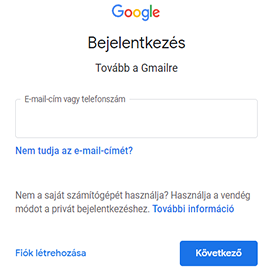 Google
Bejelentkezés
Tovább a Gmailre
E-mail-cím vagy telefonszám
Nem tudja az e-mail-címét?
Nem a saját számítógépét használja? Használja a vendég
módot a privát bejelentkezéshez. További információ
Fiók létrehozása
Következő